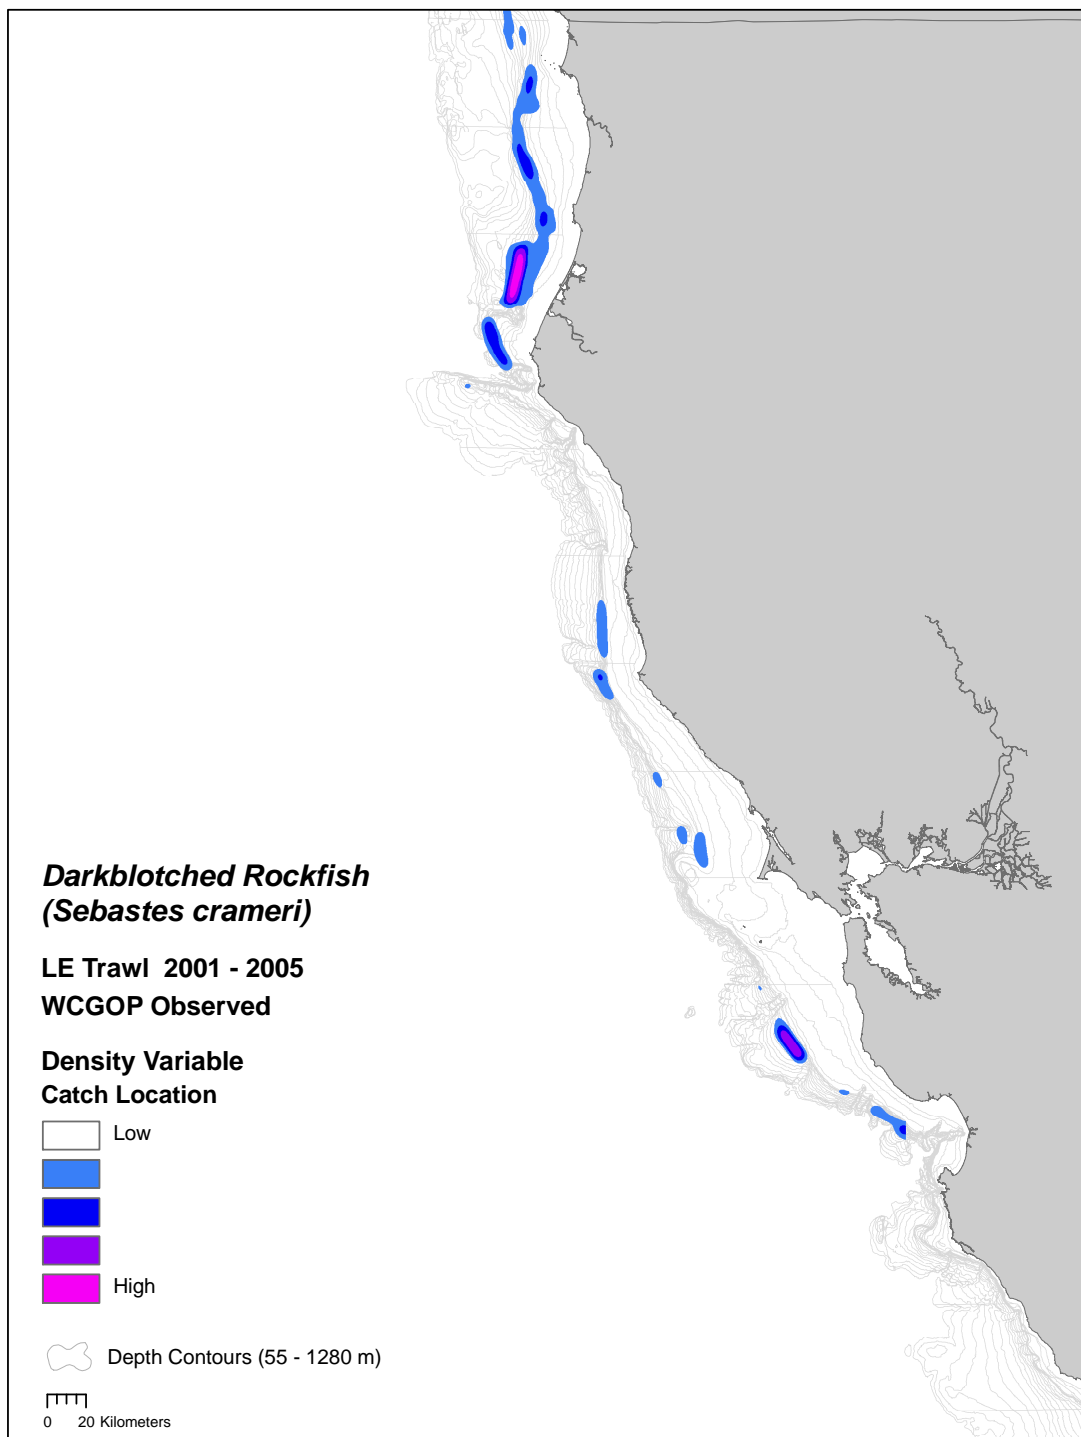 Darkblotched Rockfish
(Sebastes crameri)
LE Trawl 2001 - 2005
WCGOP Observed
Density Variable
Catch Location
Low
High
Depth Contours (55 - 1280 m)
0 20 Kilometers